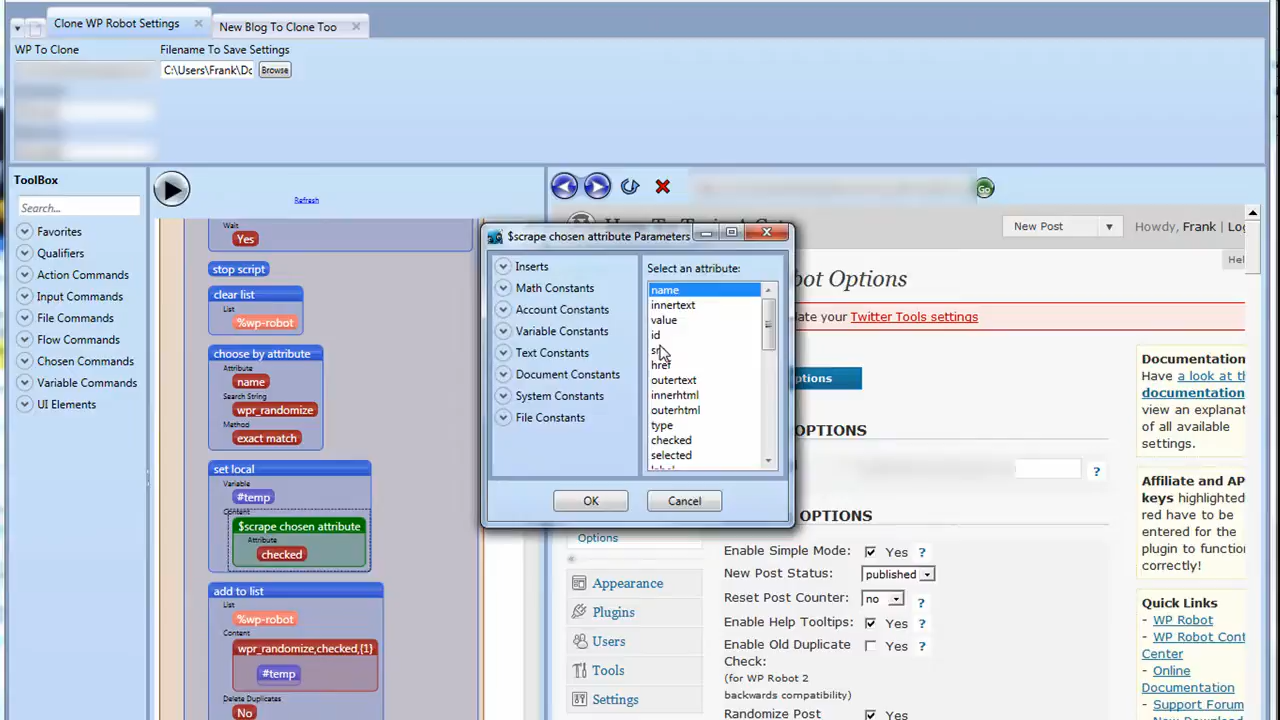 Clone WP Robot Settings
New Blog To Clone Too
WP To Clone
Filename To Save Settings
C:\Users\Frank\Dc
Browse
ToolBox
Search...
Favorites
Qualifiers
Action Commands
Input Commands
File Commands
Flow Commands
Chosen Commands
Variable Commands
UI Elements
Refresh
Wait
Yes
stop script
clear list
List
%wp-robot
choose by attribute
Attribute
name
Search String
wpr_randomize
Method
exact match
set local
Variable
#temp
Content
$scrape chosen attribute
Attribute
checked
add to list
List
%wp-robot
Content
wpr_randomize,checked,{1}
#temp
Delete Duplicates
No
$scrape chosen attribute Parameters
Inserts
Math Constants
Account Constants
Variable Constants
Text Constants
Document Constants
System Constants
File Constants
Select an attribute:
name
innertext
value
id
href
outertext
innerhtml
outerhtml
type
checked
selected
OK
Cancel
Go
New Post
Howdy, Frank | Log
Hel
Robot Options
late your Twitter Tools settings
ptions
OPTIONS
?
OPTIONS
Enable Simple Mode:
Yes ?
New Post Status:
published
Reset Post Counter:
no
?
Enable Help Tooltips:
Yes ?
Enable Old Duplicate
Check:
Yes ?
(for WP Robot 2
backwards compatibility)
Randomize Post
Yes
Options
Appearance
Plugins
Users
Tools
Settings
Documentation
Have a look at th
documentation
view an explanat
of all available
settings.
Affiliate and AP
keys highlighted
red have to be
entered for the
plugin to function
correctly!
Quick Links
- WP Robot
- WP Robot Cont
Center
- Online
Documentation
- Support Forum